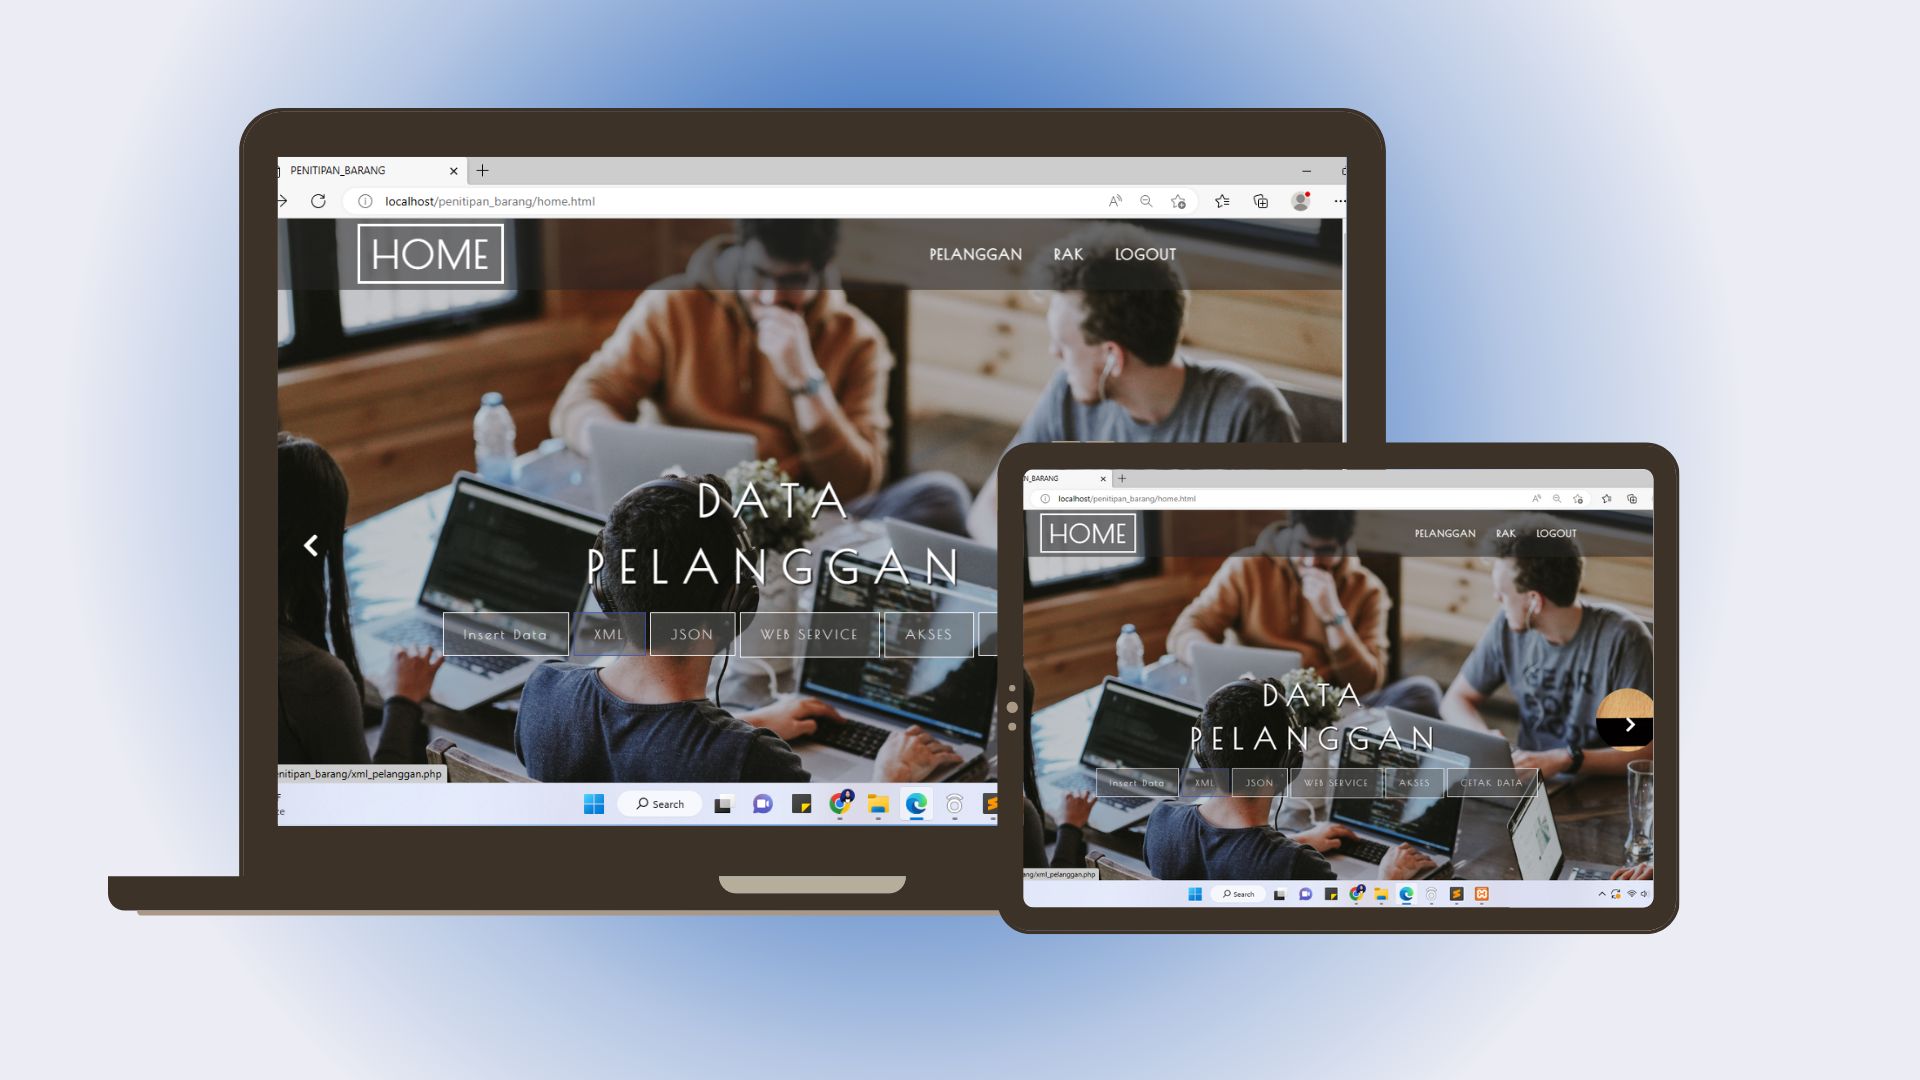 PENITIPAN_BARANG
localhost/penitipan_barang/home.html
HOME
PELANGGAN RAK LOGOUT
DATA
PELANGGAN
Insert Data XML JSON WEB SERVICE AKSES
enitipan_barang/xml_pelanggan.php
Search
N_BARANG
localhost/penitipan_barang/home.html
HOME
PELANGGAN RAK LOGOUT
DATA
PELANGGAN
Insert Data XML JSON WEB SERVICE AKSES CETAK DATA
ang/xml_pelanggan.php
Search